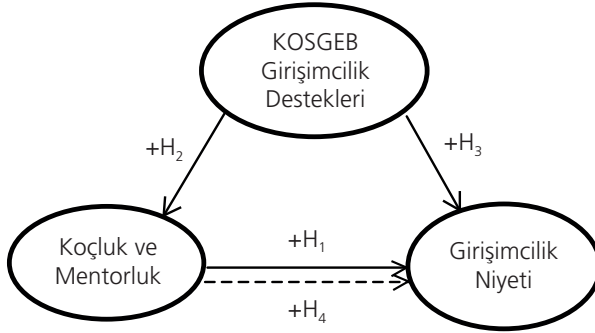 KOSGEB
Girişimcilik
Destekleri
+H₂
+H₃
Koçluk ve
Mentorluk
+H₁
+H₄
Girişimcilik
Niyeti